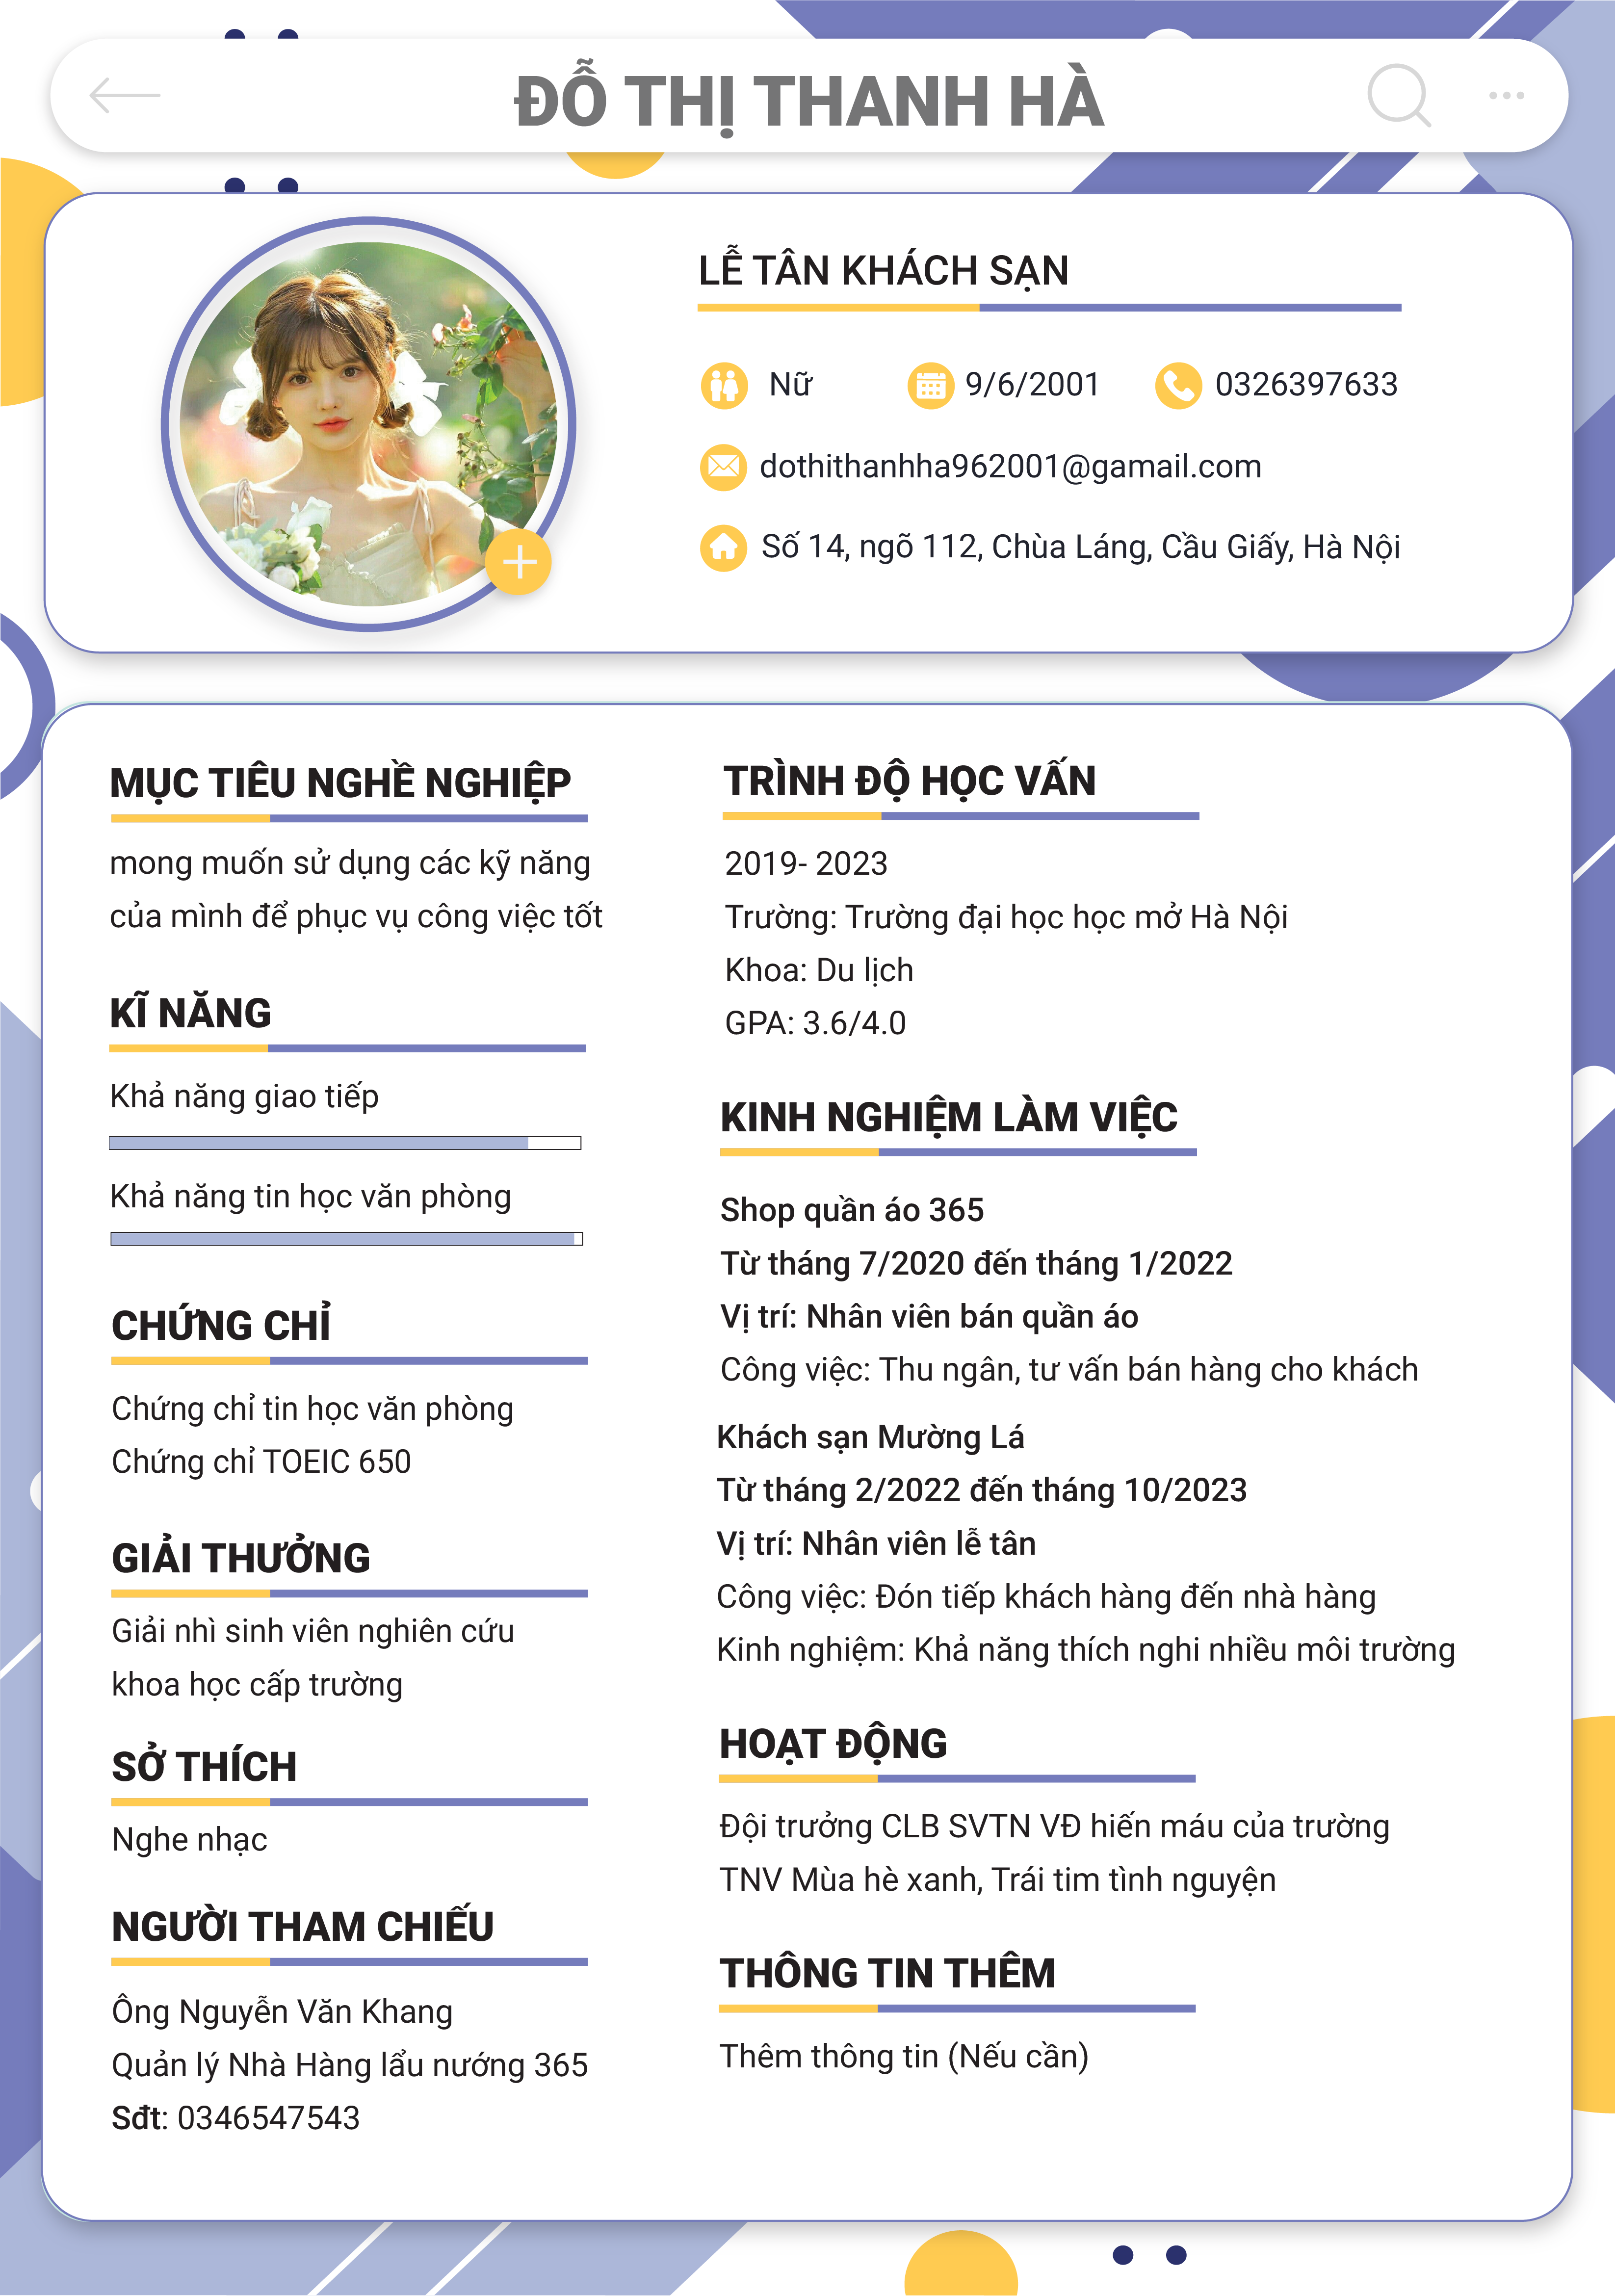 ĐỖ THỊ THANH HÀ
LỄ TÂN KHÁCH SẠN
Nữ
9/6/2001
0326397633
dothithanhha962001@gamail.com
Số 14, ngõ 112, Chùa Láng, Cầu Giấy, Hà Nội
MỤC TIÊU NGHỀ NGHIỆP
mong muốn sử dụng các kỹ năng
của mình để phục vụ công việc tốt
KĨ NĂNG
Khả năng giao tiếp
Khả năng tin học văn phòng
CHỨNG CHỈ
Chứng chỉ tin học văn phòng
Chứng chỉ TOEIC 650
GIẢI THƯỞNG
Giải nhì sinh viên nghiên cứu
khoa học cấp trường
SỞ THÍCH
Nghe nhạc
NGƯỜI THAM CHIẾU
Ông Nguyễn Văn Khang
Quản lý Nhà Hàng lẩu nướng 365
Sđt: 0346547543
TRÌNH ĐỘ HỌC VẤN
2019- 2023
Trường: Trường đại học học mở Hà Nội
Khoa: Du lịch
GPA: 3.6/4.0
KINH NGHIỆM LÀM VIỆC
Shop quần áo 365
Từ tháng 7/2020 đến tháng 1/2022
Vị trí: Nhân viên bán quần áo
Công việc: Thu ngân, tư vấn bán hàng cho khách
Khách sạn Mường Lá
Từ tháng 2/2022 đến tháng 10/2023
Vị trí: Nhân viên lễ tân
Công việc: Đón tiếp khách hàng đến nhà hàng
Kinh nghiệm: Khả năng thích nghi nhiều môi trường
HOẠT ĐỘNG
Đội trưởng CLB SVTN VĐ hiến máu của trường
TNV Mùa hè xanh, Trái tim tình nguyện
THÔNG TIN THÊM
Thêm thông tin (Nếu cần)